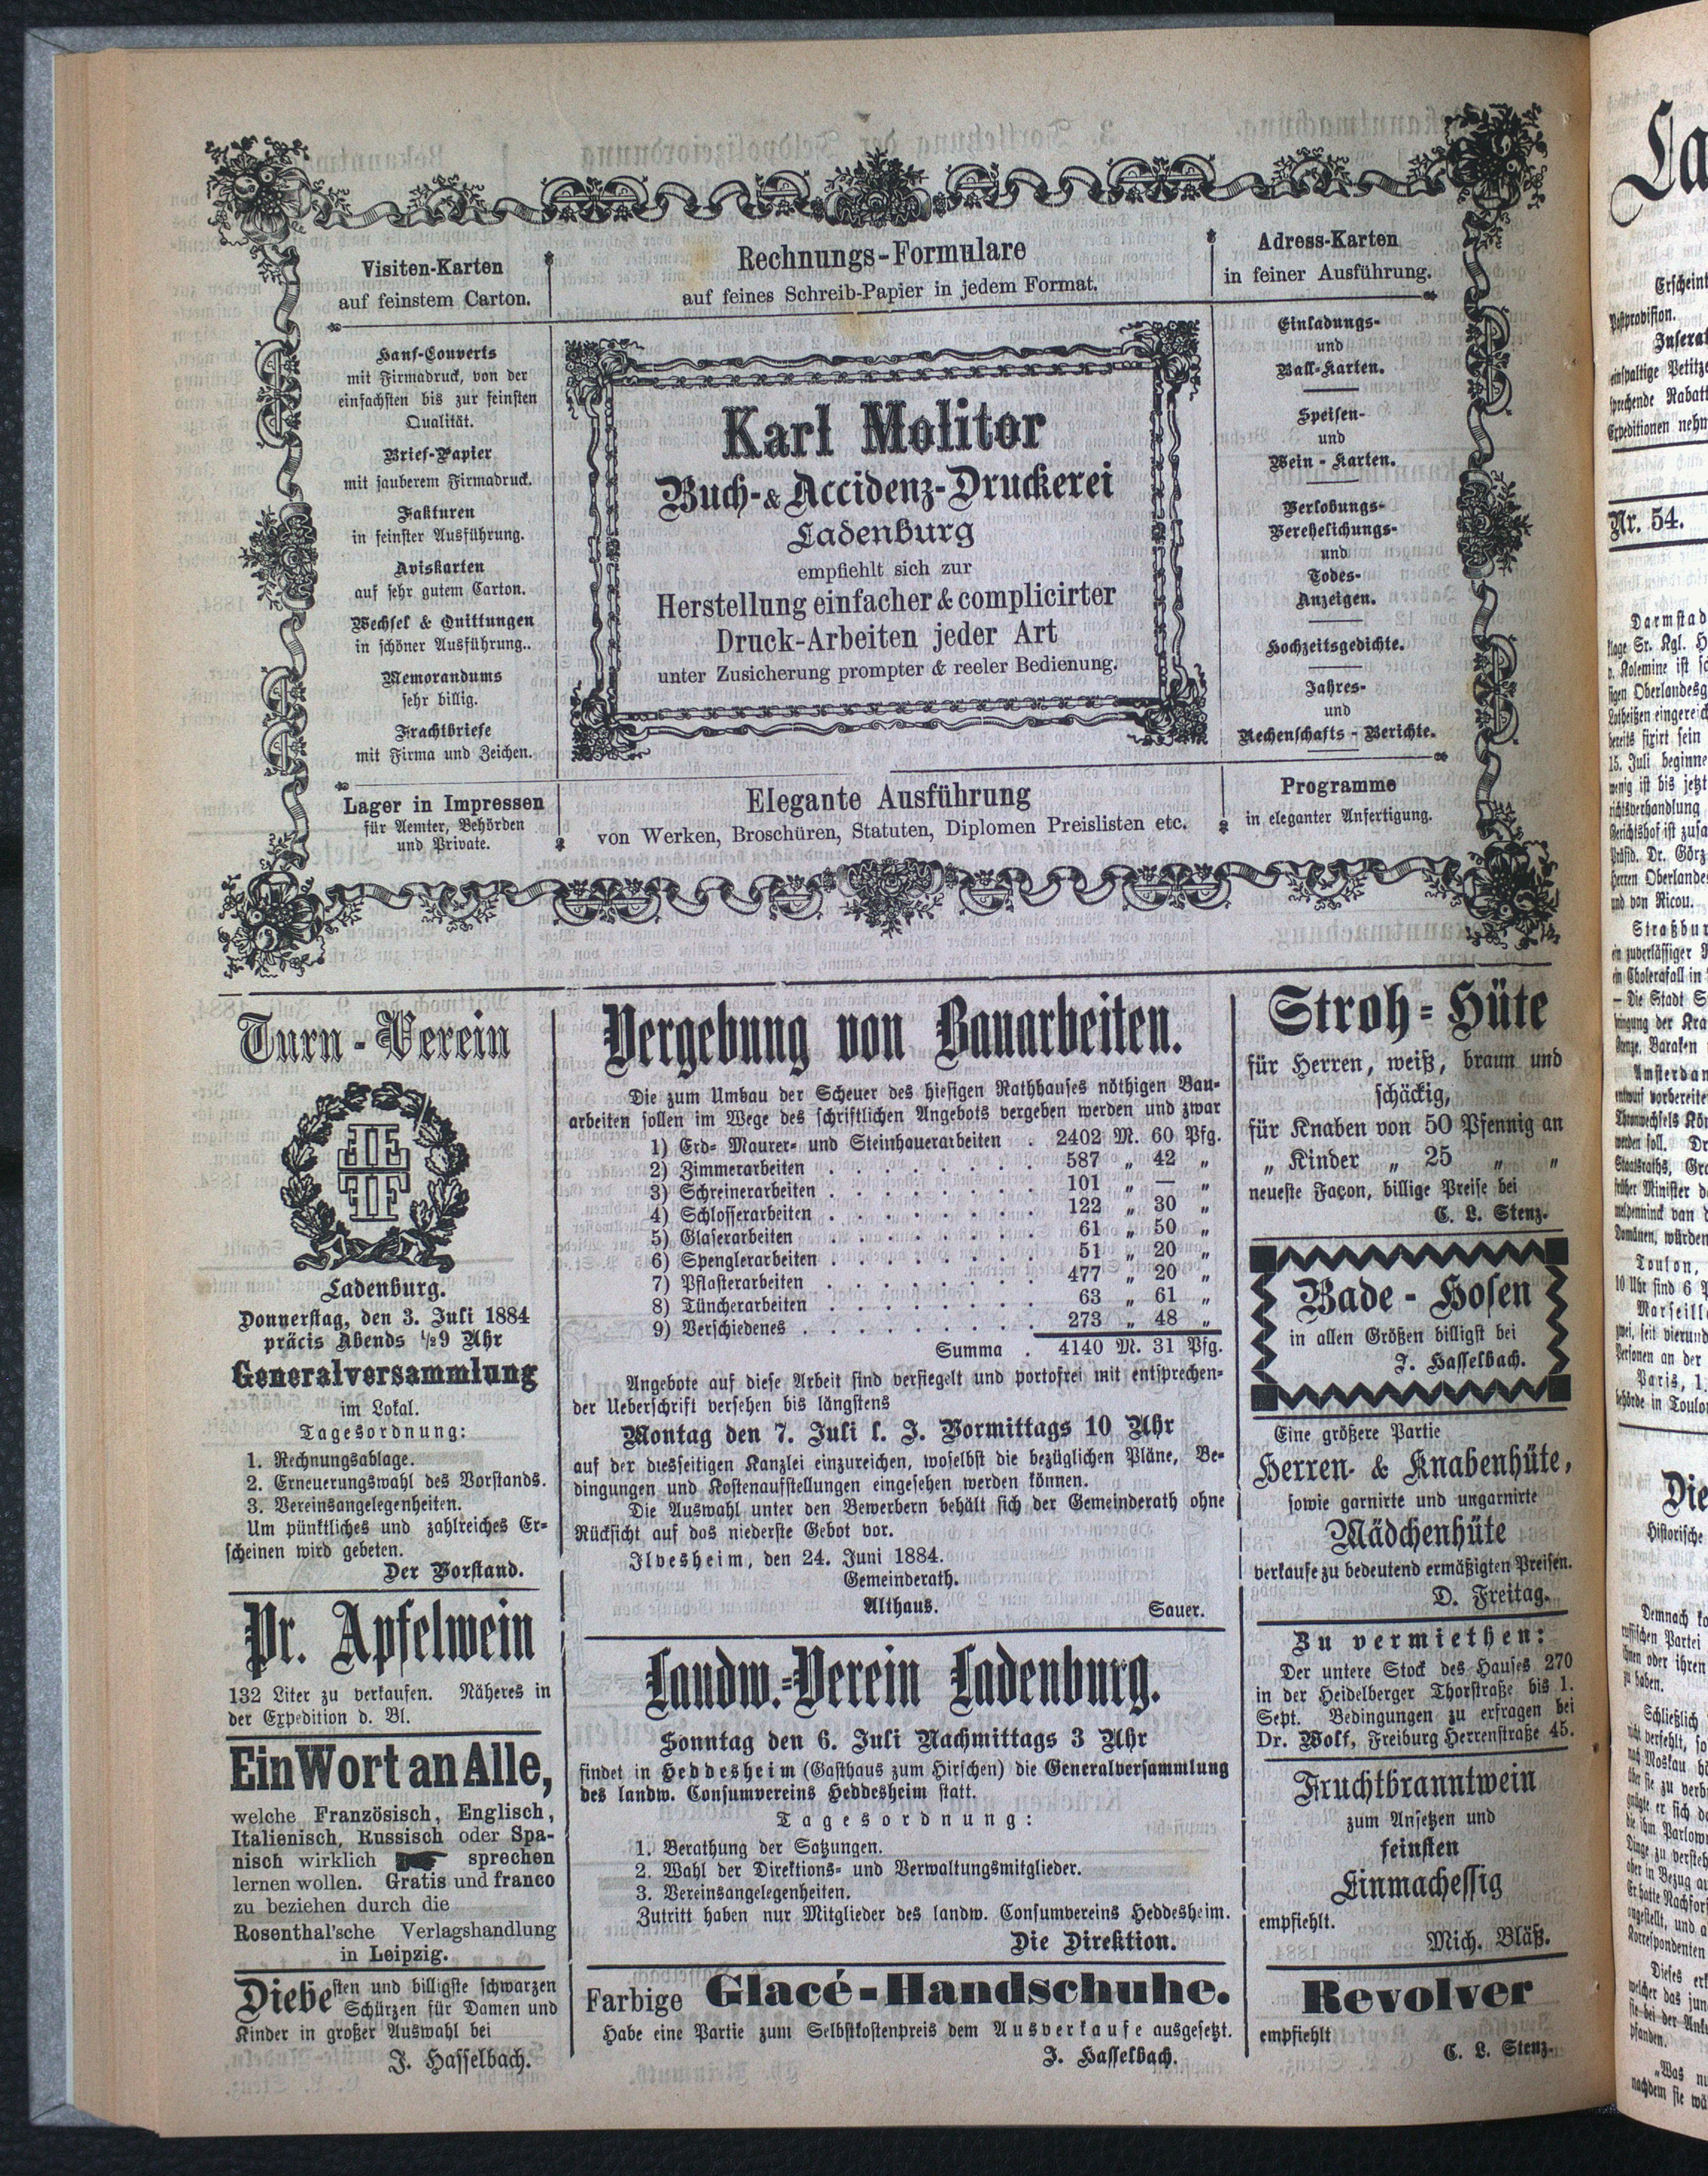 Visiten-Karten
auf feinstem Carton.
Rechnungs-Formulare
auf feines Schreib-Papier in jedem Format.
Adress-Karten
in feiner Ausführung.
Hanf-Couverts
mit Firmadruck, von der
einfachsten bis zur feinsten
Qualität.
Brief-Papier
mit sauberem Firmadruck.
Fakturen
in feinster Ausführung.
Aviskarten
auf sehr gutem Carton.
Wechsel & Quittungen
in schöner Ausführung..
Memorandums
sehr billig.
Frachtbriefe
mit Firma und Zeichen.
Karl Molitor
Buch-& Accidenz-Druckerei
Ladenburg
empfiehlt sich zur
Herstellung einfacher & complicirter
Druck-Arbeiten jeder Art
unter Zusicherung prompter & reeler Bedienung.
Einladungs-
und
Ball-Karten.
Speisen-
und
Wein-Karten.
Verlobungs-
Verehelichungs-
und
Todes-
Anzeigen.
Hochzeitsgedichte.
Jahres-
und
Rechenschafts-Berichte.
Lager in Impressen
für Aemter, Behörden
und Private.
Elegante Ausführung
von Werken, Broschüren, Statuten, Diplomen Preislisten etc.
Programme
in eleganter Anfertigung.
Turn-Verein
Ladenburg.
Donnerstag, den 3. Juli 1884
präcis Abends ½9 Uhr
Generalversammlung
im Lokal.
Tagesordnung:
1. Rechnungsablage.
2. Erneuerungswahl des Vorstands.
3. Vereinsangelegenheiten.
Um pünktliches und zahlreiches Er-
scheinen wird gebeten.
Der Vorstand.
Pr. Apfelwein
132 Liter zu verkaufen. Näheres in
der Expedition d. Bl.
Ein Wort an Alle,
welche Französisch, Englisch,
Italienisch, Russisch oder Spa-
nisch wirklich sprechen
lernen wollen. Gratis und franco
zu beziehen durch die
Rosenthal'sche Verlagshandlung
in Leipzig.
Die besten und billigste schwarzen
Schürzen für Damen und
Kinder in großer Auswahl bei
J. Hasselbach.
Vergebung von Bauarbeiten.
Die zum Umbau der Scheuer des hiesigen Rathhauses nöthigen Bau-
arbeiten sollen im Wege des schriftlichen Angebots vergeben werden und zwar
1) Erd- Maurer- und Steinhauerarbeiten . 2402 M. 60 Pfg.
2) Zimmerarbeiten . . . . . . . . 587 „ 42 „
3) Schreinerarbeiten . . . . . . . . 101 „ — „
4) Schlosserarbeiten . . . . . . . . 122 „ 30 „
5) Glaserarbeiten . . . . . . . . 61 „ 50 „
6) Spenglerarbeiten . . . . . . . . 51 „ 20 „
7) Pflasterarbeiten . . . . . . . . 477 „ 20 „
8) Tüncherarbeiten . . . . . . . . 63 „ 61 „
9) Verschiedenes . . . . . . . . . 273 „ 48 „
Summa . 4140 M. 31 Pfg.
Angebote auf diese Arbeit sind versiegelt und portofrei mit entsprechen-
der Ueberschrift versehen bis längstens
Montag den 7. Juli l. J. Vormittags 10 Uhr
auf der diesseitigen Kanzlei einzureichen, woselbst die bezüglichen Pläne, Be-
dingungen und Kostenaufstellungen eingesehen werden können.
Die Auswahl unter den Bewerbern behält sich der Gemeinderath ohne
Rücksicht auf das niederste Gebot vor.
Ilvesheim, den 24. Juni 1884.
Gemeinderath.
Althaus. Sauer.
Landw.-Verein Ladenburg.
Sonntag den 6. Juli Nachmittags 3 Uhr
findet in Heddesheim (Gasthaus zum Hirschen) die Generalversammlung
des landw. Consumvereins Heddesheim statt.
Tagesordnung:
1. Berathung der Satzungen.
2. Wahl der Direktions- und Verwaltungsmitglieder.
3. Vereinsangelegenheiten.
Zutritt haben nur Mitglieder des landw. Consumvereins Heddesheim.
Die Direktion.
Farbige Glacé-Handschuhe.
Habe eine Partie zum Selbstkostenpreis dem Ausverkaufe ausgesetzt.
J. Hasselbach.
Stroh-Hüte
für Herren, weiß, braun und
schäckig,
für Knaben von 50 Pfennig an
„ Kinder „ 25 „ „
neueste Façon, billige Preise bei
C. L. Stenz.
Bade-Hosen
in allen Größen billigst bei
J. Hasselbach.
Eine größere Partie
Herren- & Knabenhüte,
sowie garnirte und ungarnirte
Mädchenhüte
verkaufe zu bedeutend ermäßigten Preisen.
D. Freitag.
Zu vermiethen:
Der untere Stock des Hauses 270
in der Heidelberger Thorstraße bis 1.
Sept. Bedingungen zu erfragen bei
Dr. Wolf, Freiburg Herrenstraße 45.
Fruchtbranntwein
zum Ansetzen und
feinsten
Einmachessig
empfiehlt.
Mich. Bläß.
Revolver
empfiehlt
C. L. Stenz.
Nr. 54.